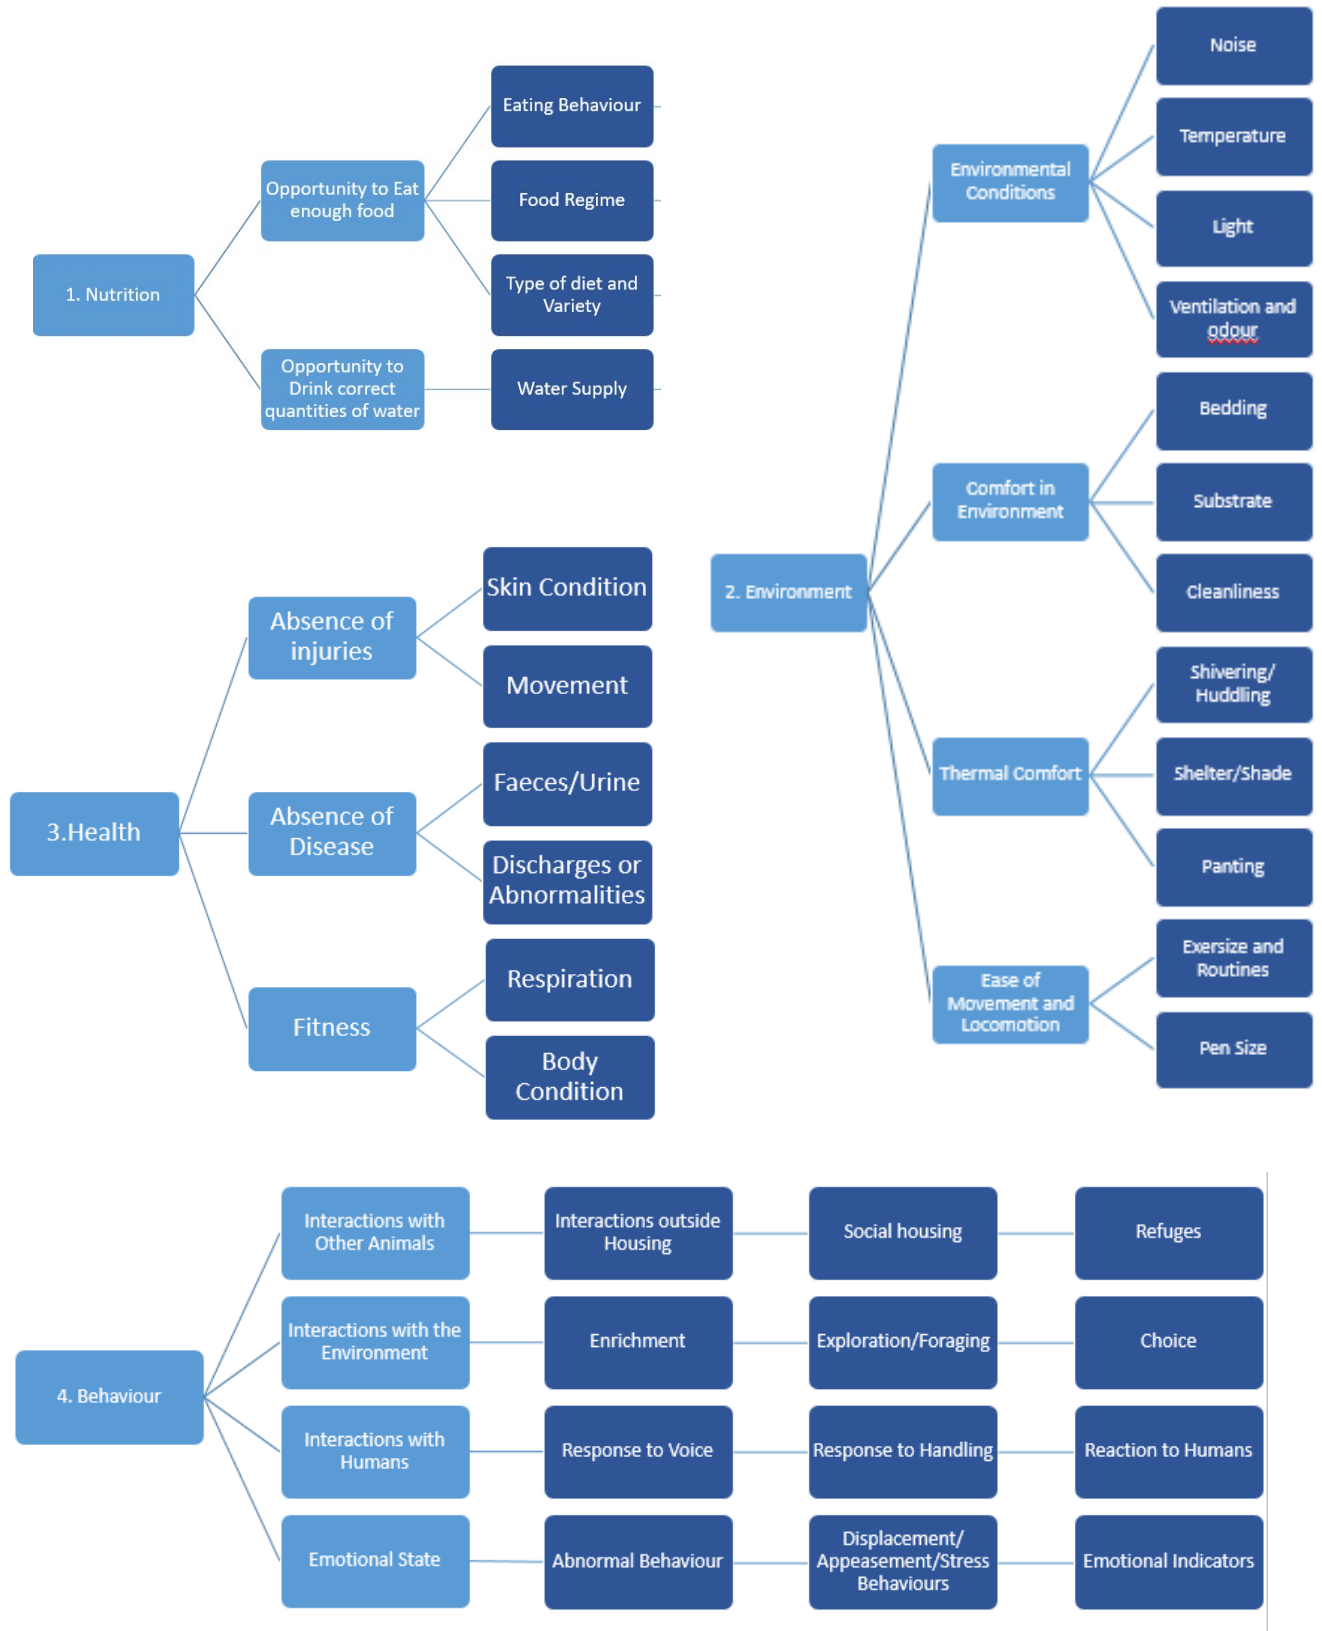 1. Nutrition
Opportunity to Eat
enough food
Eating Behaviour
Food Regime
Type of diet and
Variety
Opportunity to
Drink correct
quantities of water
Water Supply
2. Environment
Environmental
Conditions
Noise
Temperature
Light
Ventilation and
odour
Comfort in
Environment
Bedding
Substrate
Cleanliness
Thermal Comfort
Shivering/
Huddling
Shelter/Shade
Panting
Ease of
Movement and
Locomotion
Exersize and
Routines
Pen Size
3.Health
Absence of
injuries
Skin Condition
Movement
Absence of
Disease
Faeces/Urine
Discharges or
Abnormalities
Fitness
Respiration
Body
Condition
4. Behaviour
Interactions with
Other Animals
Interactions outside
Housing
Social housing
Refuges
Interactions with the
Environment
Enrichment
Exploration/Foraging
Choice
Interactions with
Humans
Response to Voice
Response to Handling
Reaction to Humans
Emotional State
Abnormal Behaviour
Displacement/
Appeasement/Stress
Behaviours
Emotional Indicators